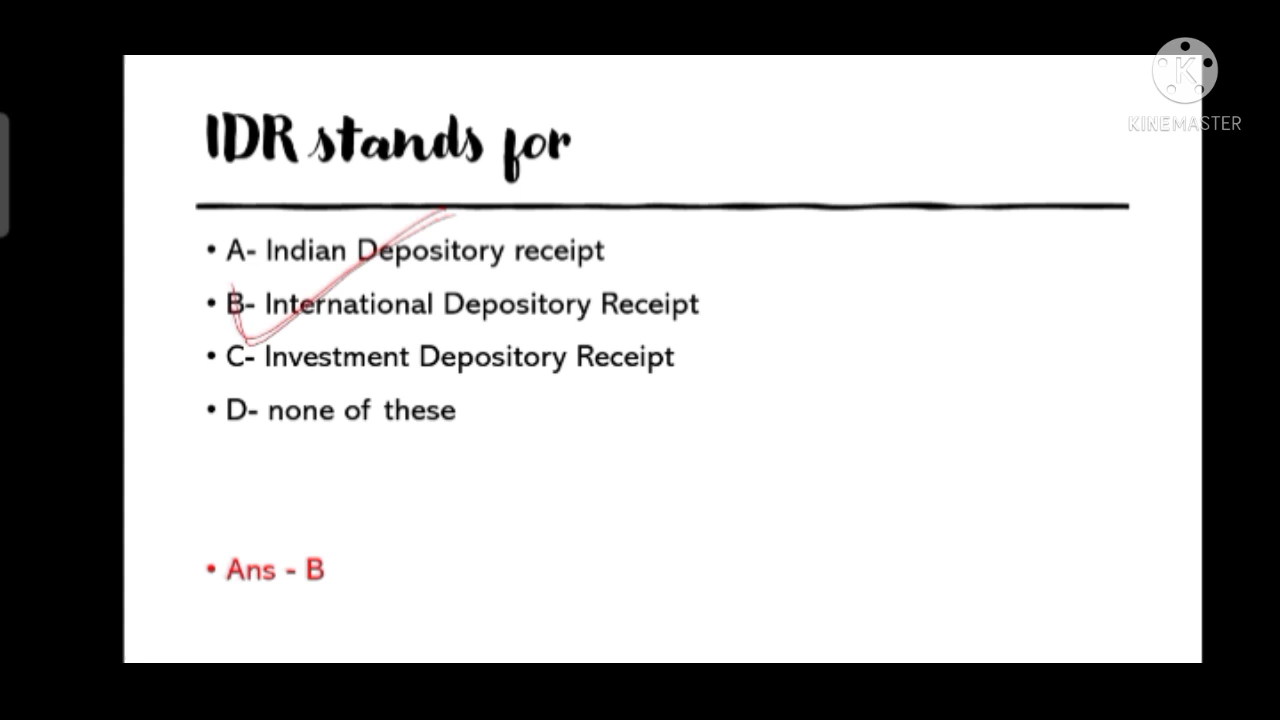 KINEMASTER
IDR stands for
• A- Indian Depository receipt
• B- International Depository Receipt
• C- Investment Depository Receipt
• D- none of these
• Ans - B